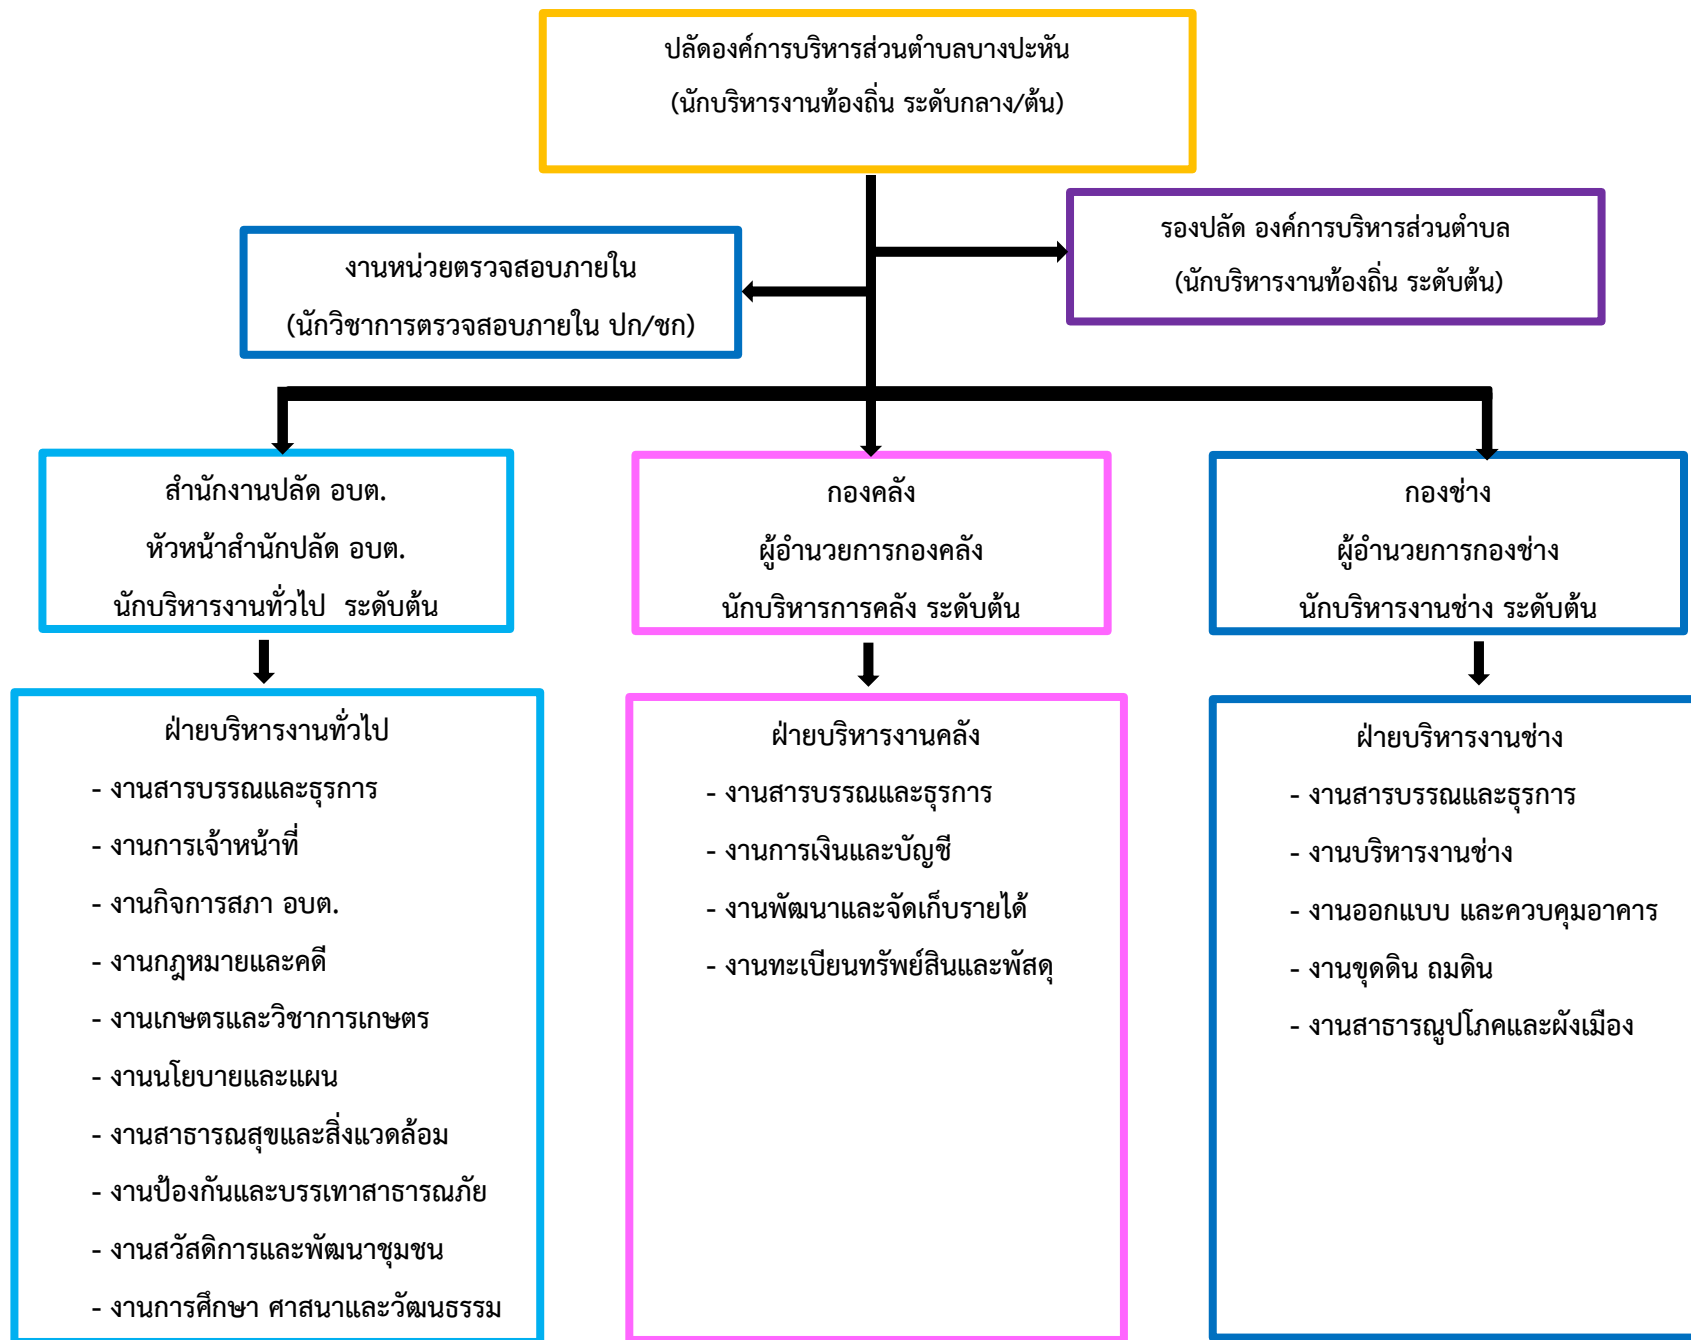 ปลัดองค์การบริหารส่วนตำบลบางปะหัน
(นักบริหารงานท้องถิ่น ระดับกลาง/ต้น)
รองปลัด องค์การบริหารส่วนตำบล
(นักบริหารงานท้องถิ่น ระดับต้น)
งานหน่วยตรวจสอบภายใน
(นักวิชาการตรวจสอบภายใน ปก/ชก)
สำนักงานปลัด อบต.
หัวหน้าสำนักปลัด อบต.
นักบริหารงานทั่วไป ระดับต้น
กองคลัง
ผู้อำนวยการกองคลัง
นักบริหารการคลัง ระดับต้น
กองช่าง
ผู้อำนวยการกองช่าง
นักบริหารงานช่าง ระดับต้น
ฝ่ายบริหารงานทั่วไป
- งานสารบรรณและธุรการ
- งานการเจ้าหน้าที่
- งานกิจการสภา อบต.
- งานกฎหมายและคดี
- งานเกษตรและวิชาการเกษตร
- งานนโยบายและแผน
- งานสาธารณสุขและสิ่งแวดล้อม
- งานป้องกันและบรรเทาสาธารณภัย
- งานสวัสดิการและพัฒนาชุมชน
- งานการศึกษา ศาสนาและวัฒนธรรม
ฝ่ายบริหารงานคลัง
- งานสารบรรณและธุรการ
- งานการเงินและบัญชี
- งานพัฒนาและจัดเก็บรายได้
- งานทะเบียนทรัพย์สินและพัสดุ
ฝ่ายบริหารงานช่าง
- งานสารบรรณและธุรการ
- งานบริหารงานช่าง
- งานออกแบบ และควบคุมอาคาร
- งานขุดดิน ถมดิน
- งานสาธารณูปโภคและผังเมือง